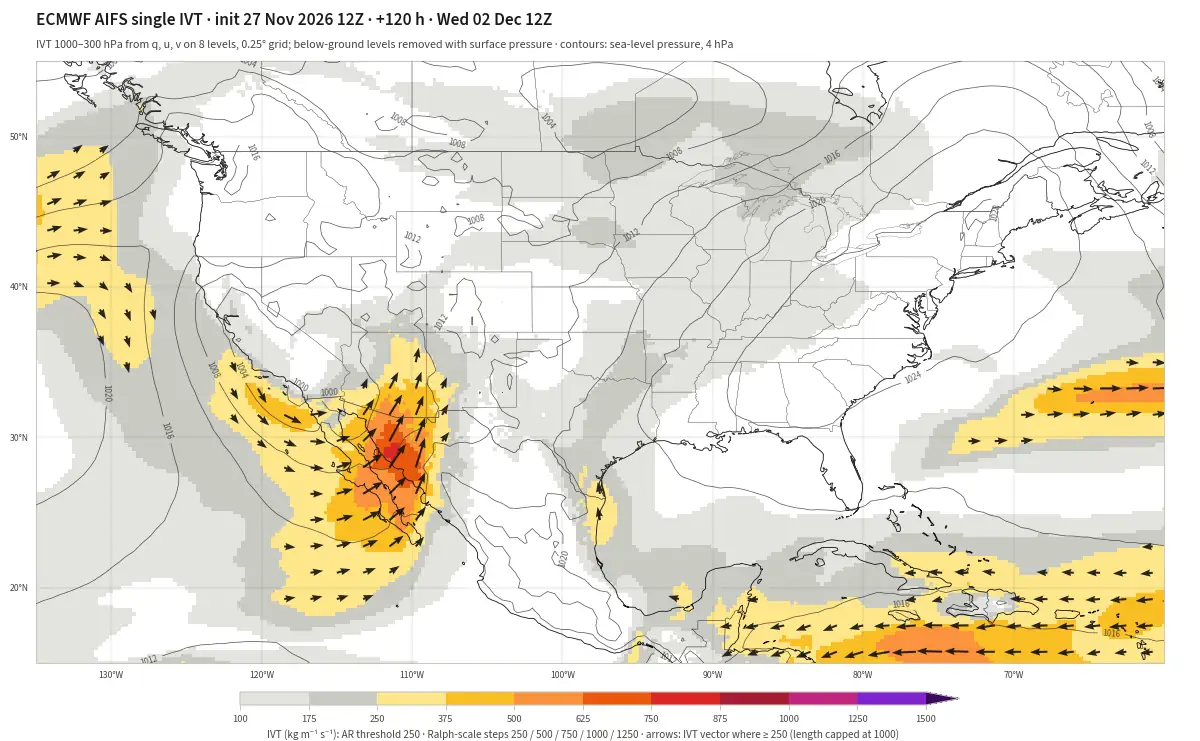 ECMWF AIFS single IVT · init 27 Nov 2026 12Z · +120 h · Wed 02 Dec 12Z
IVT 1000–300 hPa from q, u, v on 8 levels, 0.25° grid; below-ground levels removed with surface pressure · contours: sea-level pressure, 4 hPa
1004
1008
1004
1008
1008
1016
1008
1016
1012
1020
1020
1008
1012
1012
1012
50°N
40°N
30°N
20°N
1008
1004
1000
1000
1020
1016
1024
1020
1016
1016
1012
130°W
120°W
110°W
100°W
90°W
80°W
70°W
100
175
250
375
500
625
750
875
1000
1250
1500
IVT (kg m⁻¹ s⁻¹): AR threshold 250 · Ralph-scale steps 250 / 500 / 750 / 1000 / 1250 · arrows: IVT vector where ≥ 250 (length capped at 1000)